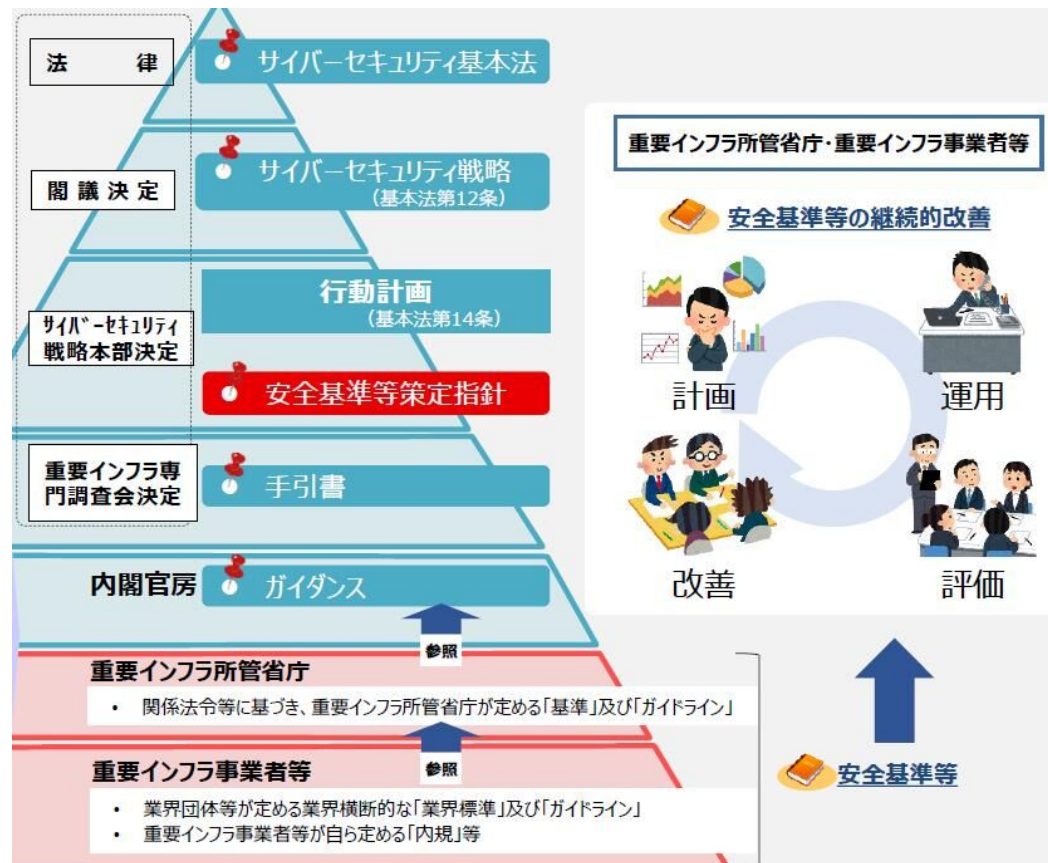 法　　律
サイバーセキュリティ基本法
閣議決定
サイバーセキュリティ戦略
(基本法第12条)
行動計画
(基本法第14条)
ｻｲﾊﾞｰｾｷｭﾘﾃｨ
戦略本部決定
安全基準等策定指針
重要インフラ専
門調査会決定
手引書
内閣官房
ガイダンス
参照
重要インフラ所管省庁
• 関係法令等に基づき、重要インフラ所管省庁が定める「基準」及び「ガイドライン」
重要インフラ事業者等
参照
• 業界団体等が定める業界横断的な「業界標準」及び「ガイドライン」
• 重要インフラ事業者等が自ら定める「内規」等
重要インフラ所管省庁・重要インフラ事業者等
安全基準等の継続的改善
計画
運用
改善
評価
安全基準等